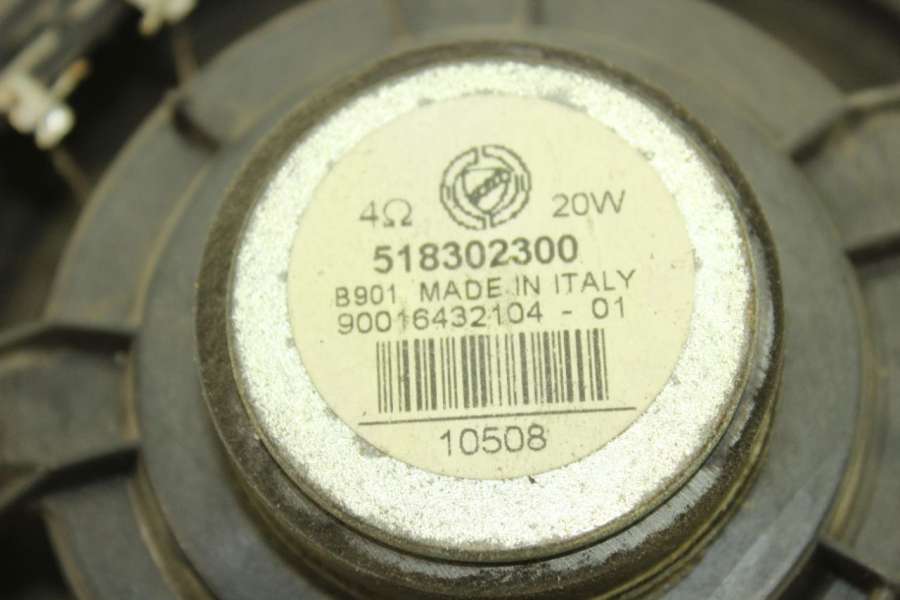 4Ω 20W
518302300
B901 MADE IN ITALY
90016432104 - 01
10508